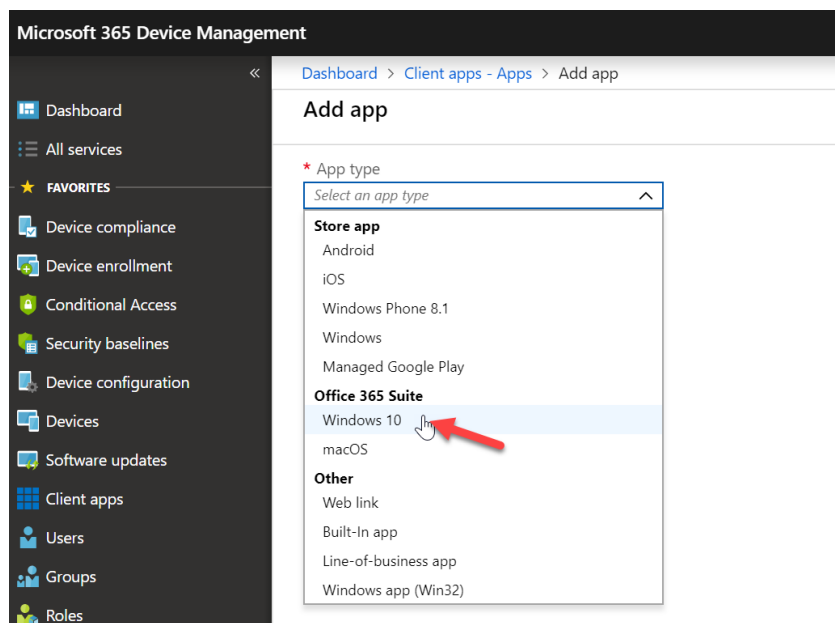 Microsoft 365 Device Management
«
Dashboard > Client apps - Apps > Add app
Add app
Dashboard
All services
FAVORITES
Device compliance
Device enrollment
Conditional Access
Security baselines
Device configuration
Devices
Software updates
Client apps
Users
Groups
Roles
* App type
Select an app type
Store app
Android
iOS
Windows Phone 8.1
Windows
Managed Google Play
Office 365 Suite
Windows 10
macOS
Other
Web link
Built-In app
Line-of-business app
Windows app (Win32)